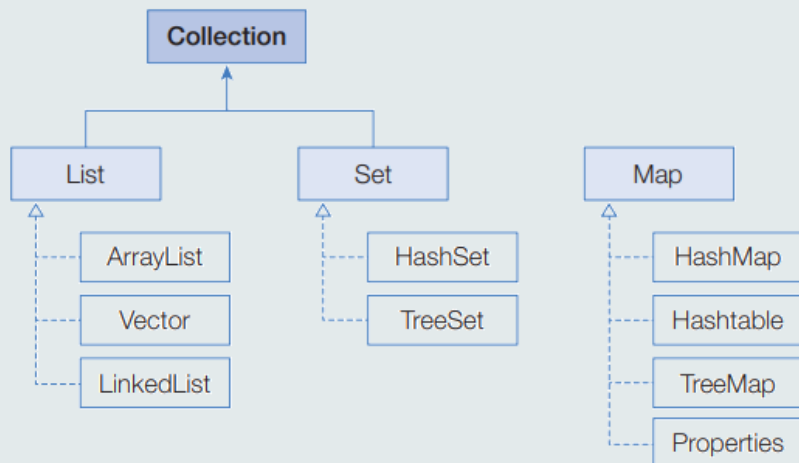 Collection
List
Set
Map
ArrayList
HashSet
HashMap
Vector
TreeSet
Hashtable
LinkedList
TreeMap
Properties